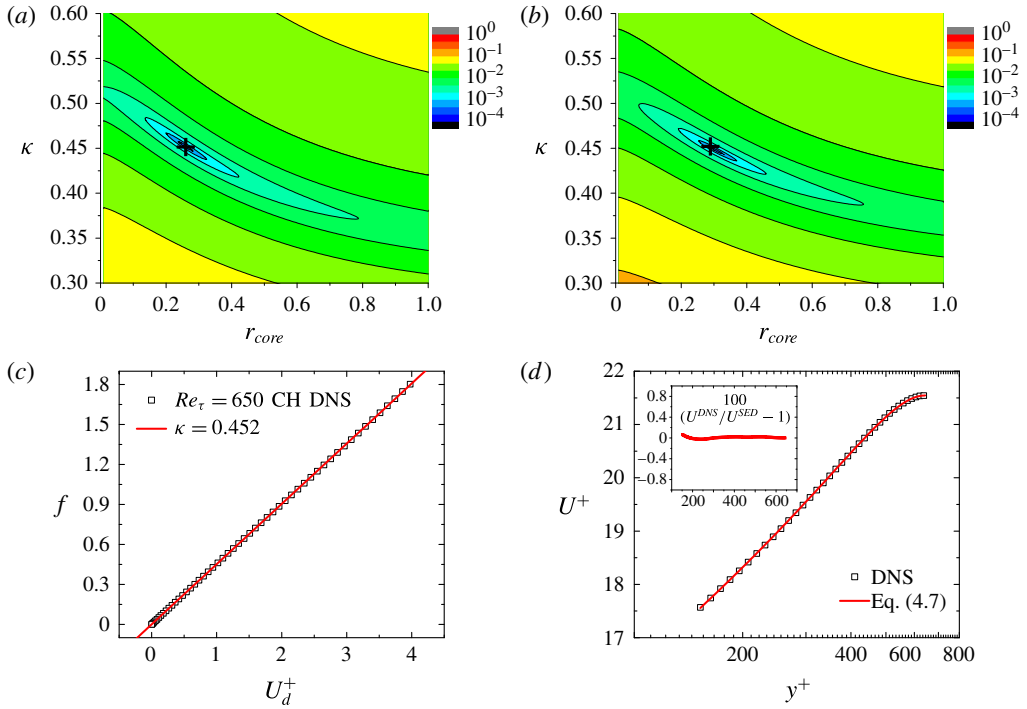 (a)
0.60
0.55
0.50
κ 0.45
0.40
0.35
0.30
0 0.2 0.4 0.6 0.8 1.0
r_core
10^0
10^−1
10^−2
10^−3
10^−4
(b)
0.60
0.55
0.50
κ 0.45
0.40
0.35
0.30
0 0.2 0.4 0.6 0.8 1.0
r_core
10^0
10^−1
10^−2
10^−3
10^−4
(c)
1.8
1.5
1.2
f 0.9
0.6
0.3
0
Re_τ = 650 CH DNS
κ = 0.452
0 1 2 3 4
U_d^+
(d)
22
21
20
U^+
19
18
17
100
(U^DNS/U^SED − 1)
0.8
0.4
0
−0.4
−0.8
200 400 600
DNS
Eq. (4.7)
200 400 600 800
y^+